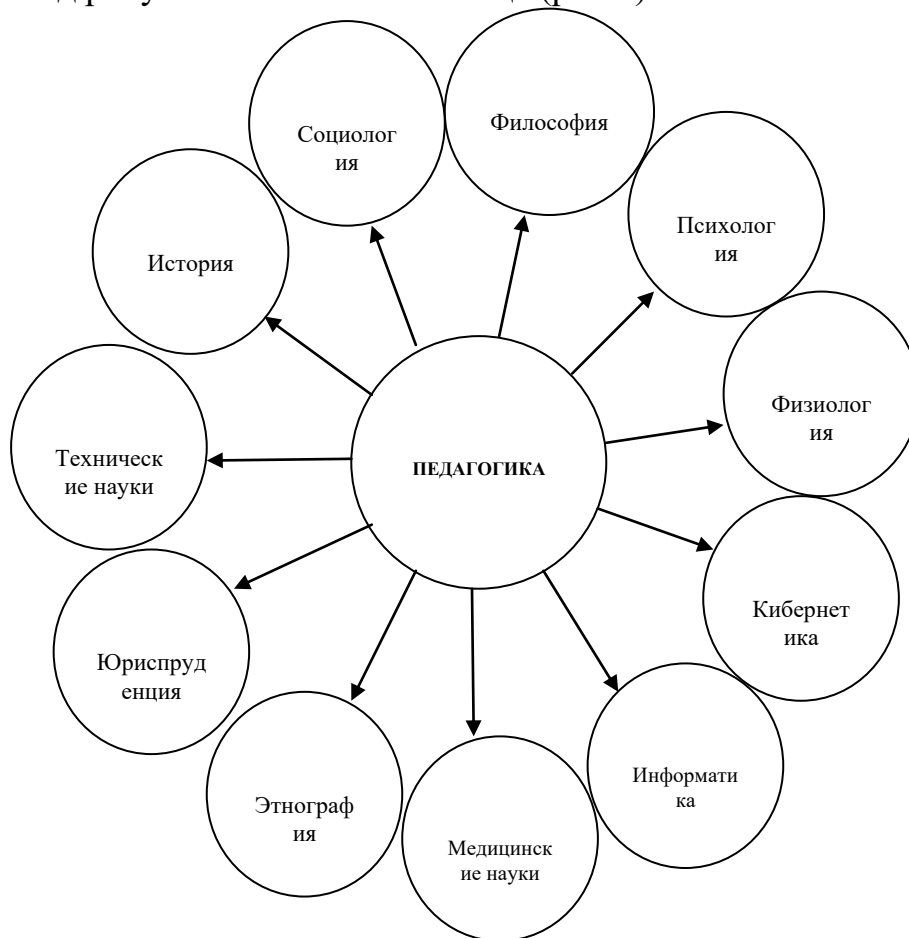 Социолог
ия
Философия
Психолог
ия
История
Физиолог
ия
Техническ
ие науки
ПЕДАГОГИКА
Кибернет
ика
Юриспруд
енция
Информати
ка
Этнограф
ия
Медицинск
ие науки